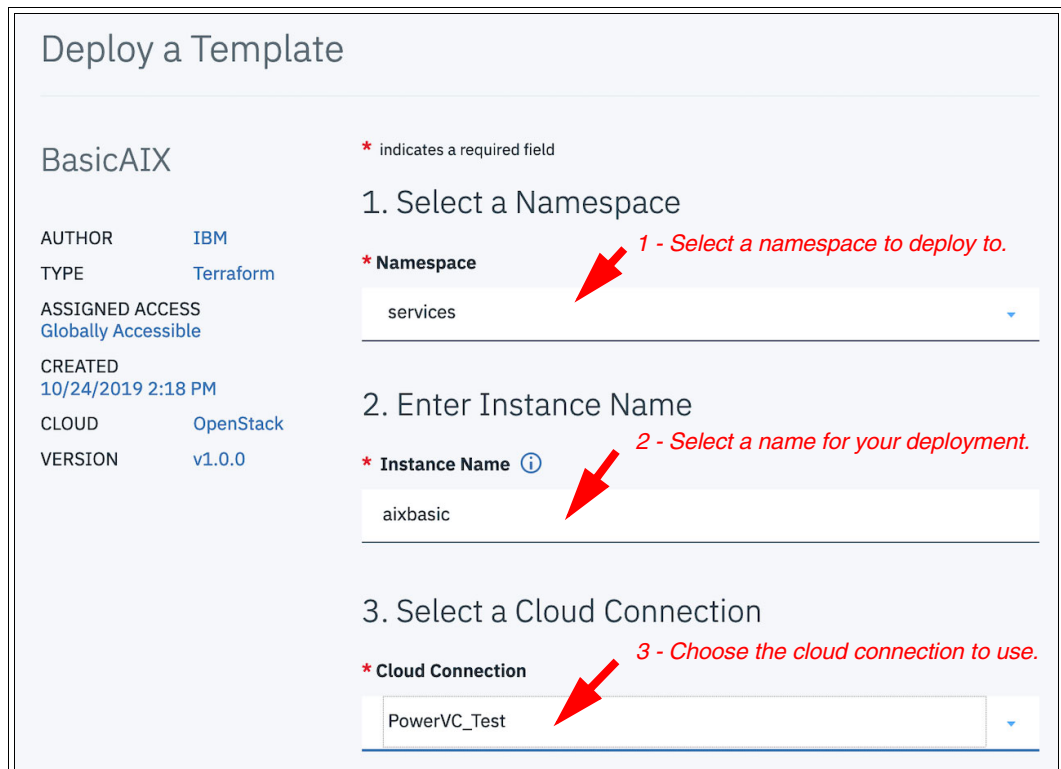 Deploy a Template
BasicAIX
AUTHOR IBM
TYPE Terraform
ASSIGNED ACCESS
Globally Accessible
CREATED
10/24/2019 2:18 PM
CLOUD OpenStack
VERSION v1.0.0
* indicates a required field
1. Select a Namespace
1 - Select a namespace to deploy to.
* Namespace
services
2. Enter Instance Name
2 - Select a name for your deployment.
* Instance Name
aixbasic
3. Select a Cloud Connection
3 - Choose the cloud connection to use.
* Cloud Connection
PowerVC_Test